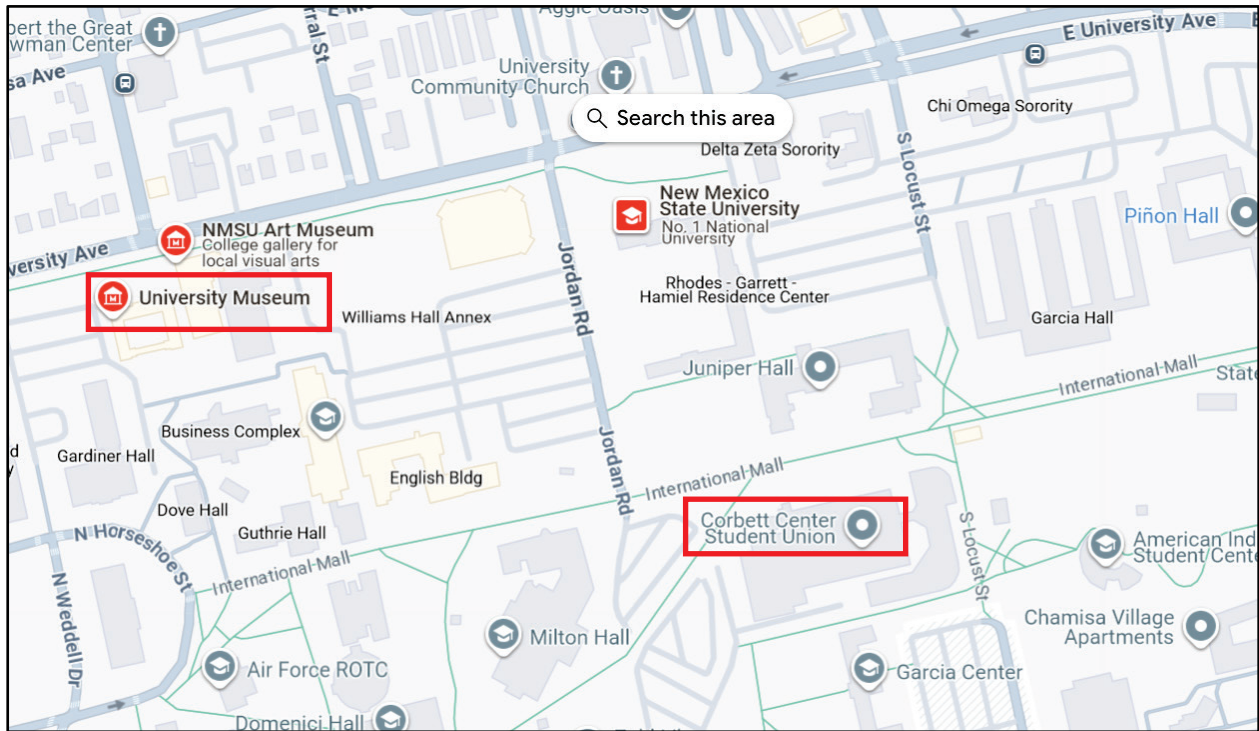 Aggie Oasis
E University Ave
pert the Great
wman Center
sa Ave
University
Community Church
Search this area
Chi Omega Sorority
Delta Zeta Sorority
S Locust St
New Mexico
State University
No. 1 National
University
Piñon Hall
NMSU Art Museum
College gallery for
local visual arts
versity Ave
University Museum
Jordan Rd
Rhodes - Garrett -
Hamiel Residence Center
Williams Hall Annex
Garcia Hall
Juniper Hall
International Mall
State
Business Complex
Gardiner Hall
Jordan Rd
English Bldg
International Mall
Dove Hall
Corbett Center
Student Union
N Horseshoe St
Guthrie Hall
S Locust St
American Ind
Student Cente
International Mall
N Weddell Dr
Milton Hall
Chamisa Village
Apartments
Air Force ROTC
Garcia Center
Domenici Hall